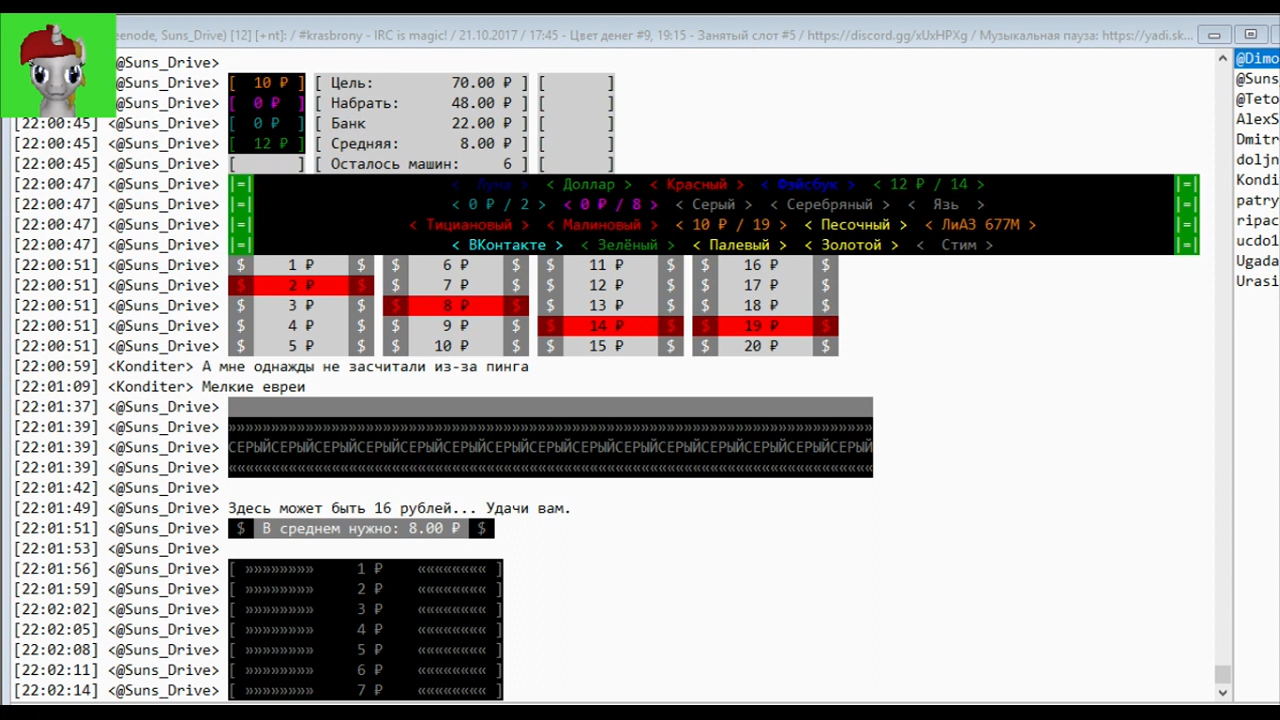 eenode, Suns_Drive) [12] [+nt]: / #krasbrony - IRC is magic! / 21.10.2017 / 17:45 - Цвет денег #9, 19:15 - Занятый слот #5 / https://discord.gg/xUxHPXg / Музыкальная пауза: https://yadi.sk...
@Suns_Drive>
@Suns_Drive> [ 10 ₽ ] [ Цель: 70.00 ₽ ] [ ]
@Suns_Drive> [ 0 ₽ ] [ Набрать: 48.00 ₽ ] [ ]
[22:00:45] <@Suns_Drive> [ 0 ₽ ] [ Банк 22.00 ₽ ] [ ]
[22:00:45] <@Suns_Drive> [ 12 ₽ ] [ Средняя: 8.00 ₽ ] [ ]
[22:00:45] <@Suns_Drive> [ ] [ Осталось машин: 6 ] [ ]
[22:00:47] <@Suns_Drive> |=| < Луна > < Доллар > < Красный > < Фэйсбук > < 12 ₽ / 14 > |=|
[22:00:47] <@Suns_Drive> |=| < 0 ₽ / 2 > < 0 ₽ / 8 > < Серый > < Серебряный > < Язь > |=|
[22:00:47] <@Suns_Drive> |=| < Тициановый > < Малиновый > < 10 ₽ / 19 > < Песочный > < ЛиАЗ 677М > |=|
[22:00:47] <@Suns_Drive> |=| < ВКонтакте > < Зелёный > < Палевый > < Золотой > < Стим > |=|
[22:00:51] <@Suns_Drive> $ 1 ₽ $ $ 6 ₽ $ $ 11 ₽ $ $ 16 ₽ $
[22:00:51] <@Suns_Drive> $ 2 ₽ $ $ 7 ₽ $ $ 12 ₽ $ $ 17 ₽ $
[22:00:51] <@Suns_Drive> $ 3 ₽ $ $ 8 ₽ $ $ 13 ₽ $ $ 18 ₽ $
[22:00:51] <@Suns_Drive> $ 4 ₽ $ $ 9 ₽ $ $ 14 ₽ $ $ 19 ₽ $
[22:00:51] <@Suns_Drive> $ 5 ₽ $ $ 10 ₽ $ $ 15 ₽ $ $ 20 ₽ $
[22:00:59] <Konditer> А мне однажды не засчитали из-за пинга
[22:01:09] <Konditer> Мелкие евреи
[22:01:37] <@Suns_Drive>
[22:01:39] <@Suns_Drive> »»»»»»»»»»»»»»»»»»»»»»»»»»»»»»»»»»»»»»»»»»»»»»»»»»»»»»»»»»»»»»»»»»»»»»»»»»»
[22:01:39] <@Suns_Drive> СЕРЫЙСЕРЫЙСЕРЫЙСЕРЫЙСЕРЫЙСЕРЫЙСЕРЫЙСЕРЫЙСЕРЫЙСЕРЫЙСЕРЫЙСЕРЫЙСЕРЫЙСЕРЫЙСЕРЫЙ
[22:01:39] <@Suns_Drive> «««««««««««««««««««««««««««««««««««««««««««««««««««««««««««««««««««««««««««
[22:01:42] <@Suns_Drive>
[22:01:49] <@Suns_Drive> Здесь может быть 16 рублей... Удачи вам.
[22:01:51] <@Suns_Drive> $ В среднем нужно: 8.00 ₽ $
[22:01:53] <@Suns_Drive>
[22:01:56] <@Suns_Drive> [ »»»»»»»» 1 ₽ «««««««« ]
[22:01:59] <@Suns_Drive> [ »»»»»»»» 2 ₽ «««««««« ]
[22:02:02] <@Suns_Drive> [ »»»»»»»» 3 ₽ «««««««« ]
[22:02:05] <@Suns_Drive> [ »»»»»»»» 4 ₽ «««««««« ]
[22:02:08] <@Suns_Drive> [ »»»»»»»» 5 ₽ «««««««« ]
[22:02:11] <@Suns_Drive> [ »»»»»»»» 6 ₽ «««««««« ]
[22:02:14] <@Suns_Drive> [ »»»»»»»» 7 ₽ «««««««« ]
@Dimo
@Suns
@Teto
AlexS
Dmitr
doljn
Kondi
patry
ripac
ucdo1
Ugada
Urasi